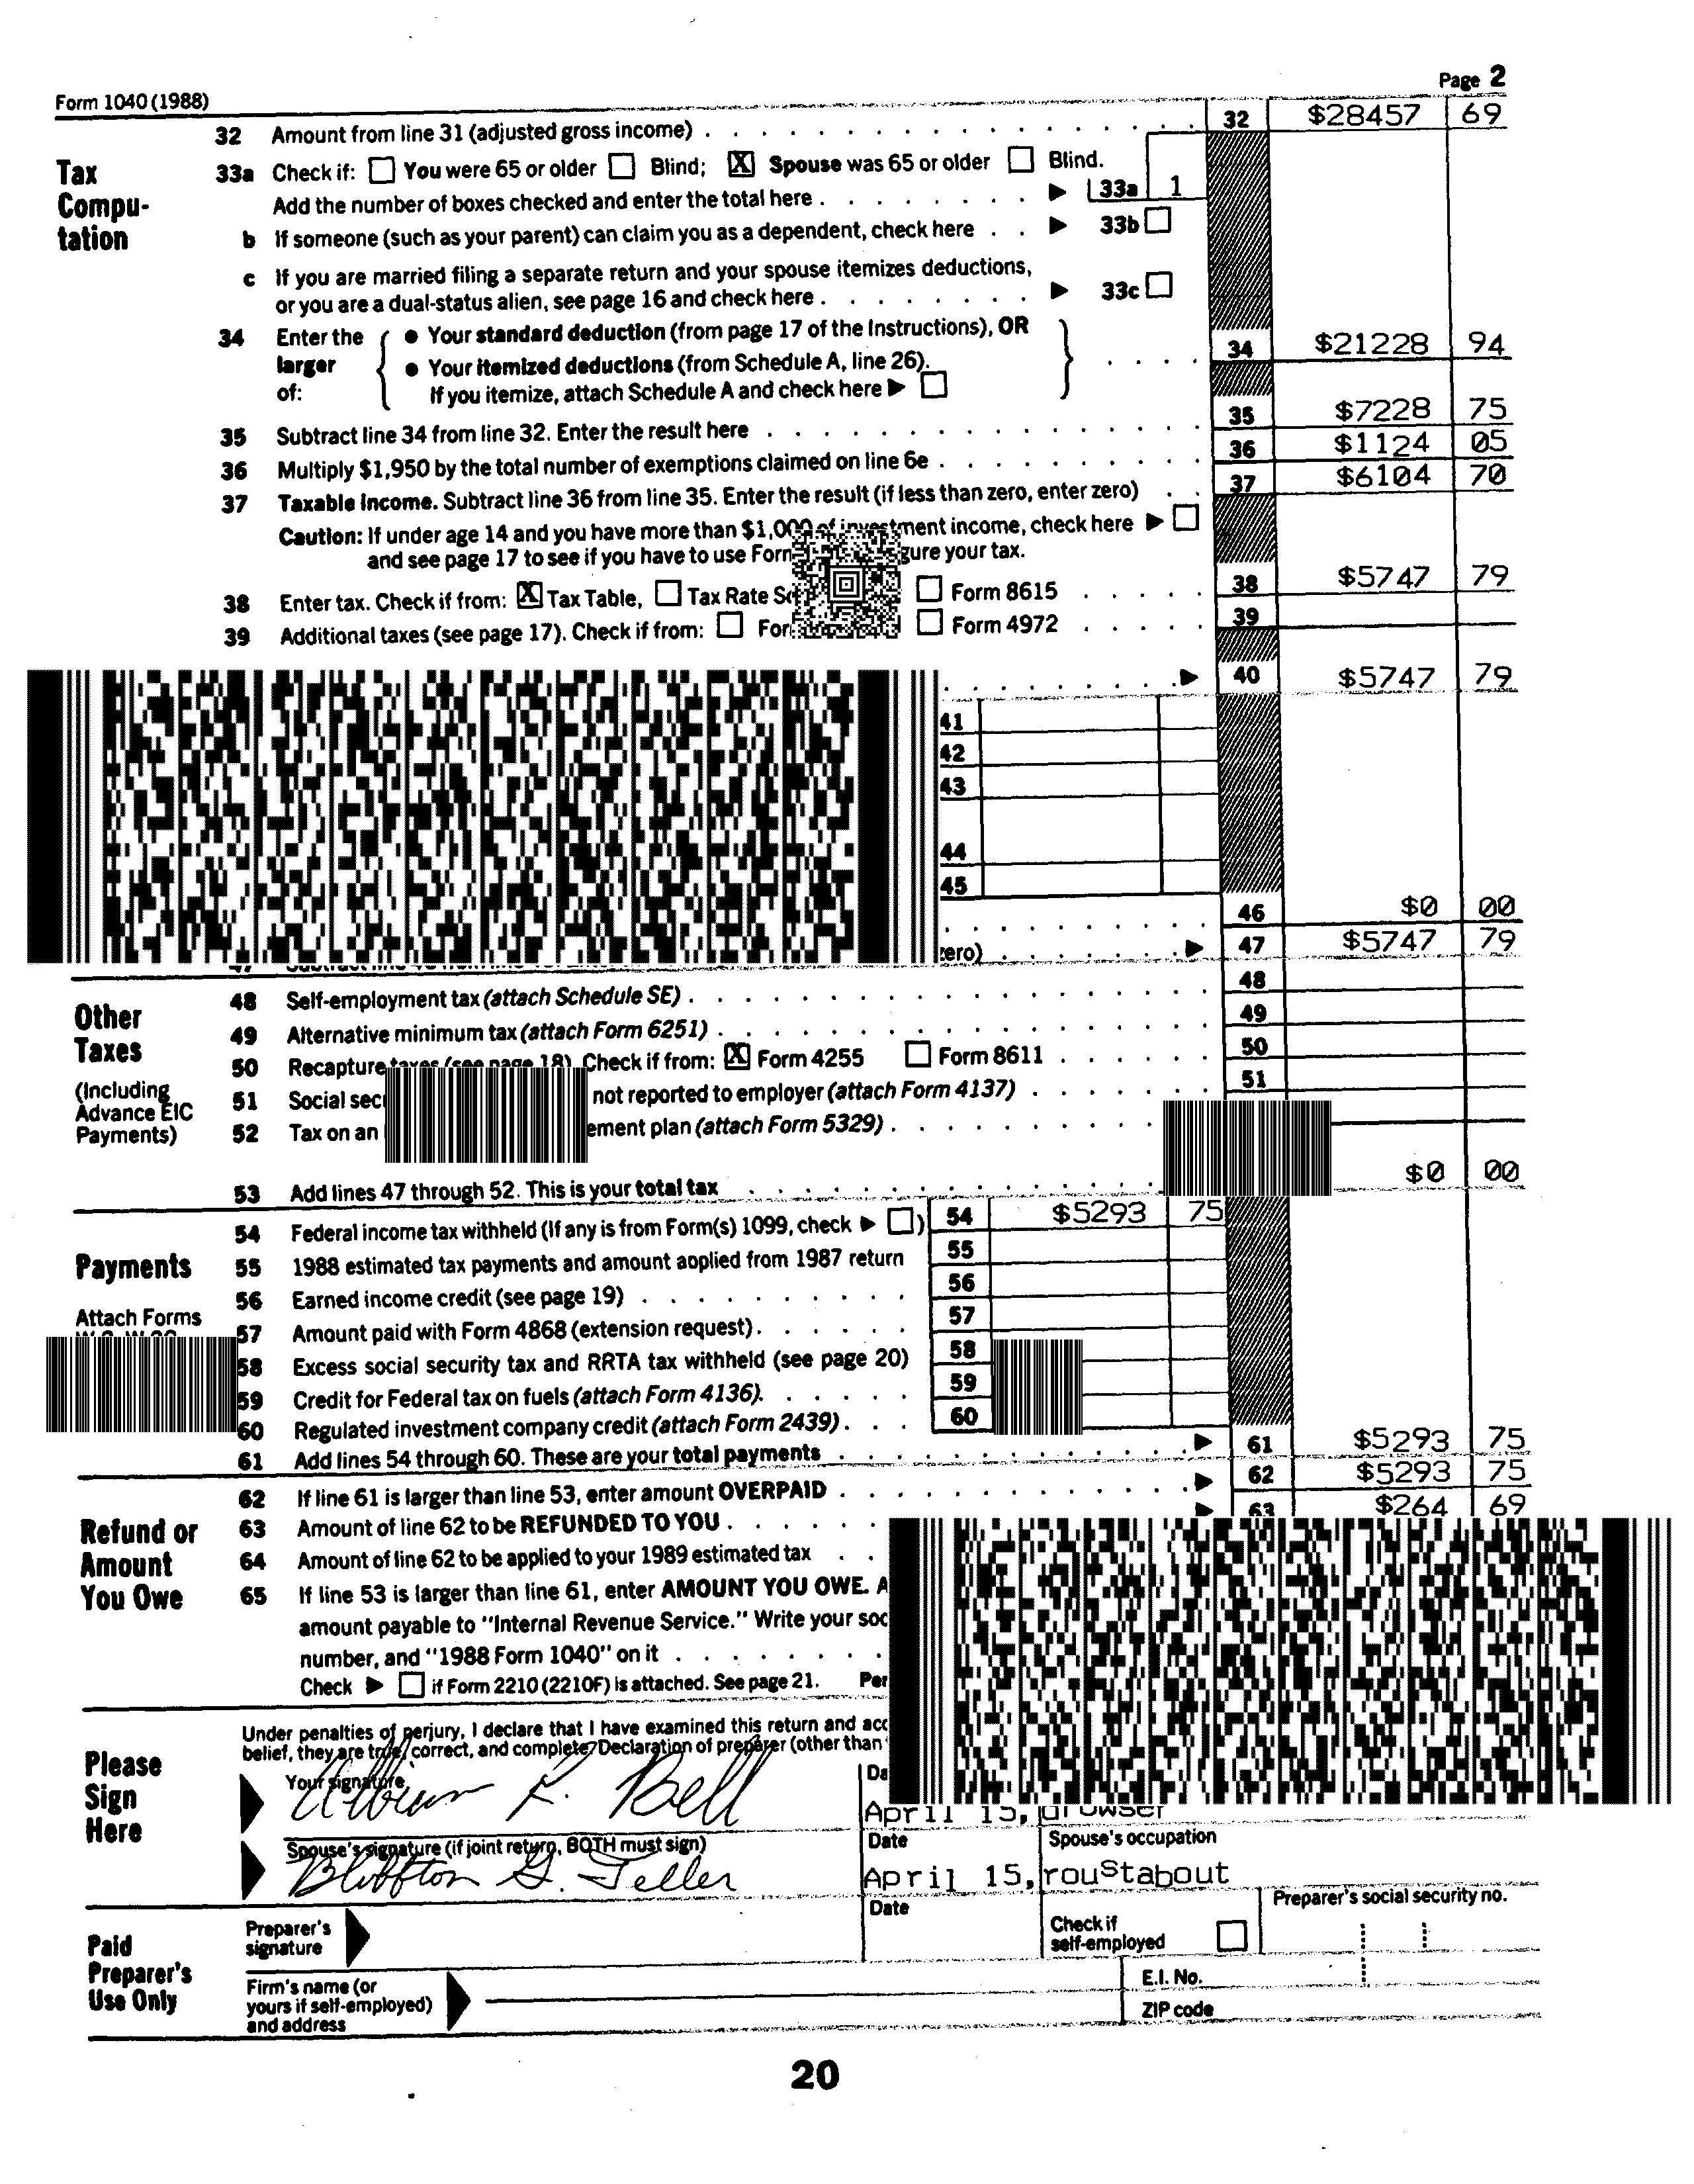 Page 2
Form 1040 (1988)
32 Amount from line 31 (adjusted gross income) . . . . 32 $28457 69
Tax Compu- tation
33a Check if: You were 65 or older Blind; X Spouse was 65 or older Blind.
Add the number of boxes checked and enter the total here . . . . 33a 1
b If someone (such as your parent) can claim you as a dependent, check here . . 33b
c If you are married filing a separate return and your spouse itemizes deductions,
or you are a dual-status alien, see page 16 and check here . . . . 33c
34 Enter the larger of:
• Your standard deduction (from page 17 of the Instructions), OR
• Your itemized deductions (from Schedule A, line 26).
If you itemize, attach Schedule A and check here
34 $21228 94
35 Subtract line 34 from line 32. Enter the result here . . . . 35 $7228 75
36 Multiply $1,950 by the total number of exemptions claimed on line 6e . . . . 36 $1124 05
37 Taxable income. Subtract line 36 from line 35. Enter the result (if less than zero, enter zero) . . 37 $6104 70
Caution: If under age 14 and you have more than $1,000 of investment income, check here
and see page 17 to see if you have to use Form gure your tax.
38 Enter tax. Check if from: X Tax Table, Tax Rate Form 8615 . . . . 38 $5747 79
39 Additional taxes (see page 17). Check if from: Form 4972 . . . . 39
40 $5747 79
41
42
43
44
45
46 $0 00
zero) . . . . 47 $5747 79
Other Taxes
(Including Advance EIC Payments)
48 Self-employment tax (attach Schedule SE) . . . . 48
49 Alternative minimum tax (attach Form 6251) . . . . 49
50 Recapture taxes (see page 18). Check if from: X Form 4255 Form 8611 . . . . 50
51 Social not reported to employer (attach Form 4137) . . . . 51
52 Tax on an ement plan (attach Form 5329) . . . .
53 Add lines 47 through 52. This is your total tax . . . . $0 00
Payments
Attach Forms
54 Federal income tax withheld (If any is from Form(s) 1099, check ) 54 $5293 75
55 1988 estimated tax payments and amount applied from 1987 return 55
56 Earned income credit (see page 19) . . . . 56
57 Amount paid with Form 4868 (extension request) . . . . 57
58 Excess social security tax and RRTA tax withheld (see page 20) 58
59 Credit for Federal tax on fuels (attach Form 4136). . . . 59
60 Regulated investment company credit (attach Form 2439) . . . 60
61 Add lines 54 through 60. These are your total payments . . . . 61 $5293 75
Refund or Amount You Owe
62 If line 61 is larger than line 53, enter amount OVERPAID . . . . 62 $5293 75
63 Amount of line 62 to be REFUNDED TO YOU . . . . 63 $264 69
64 Amount of line 62 to be applied to your 1989 estimated tax . .
65 If line 53 is larger than line 61, enter AMOUNT YOU OWE. A
amount payable to "Internal Revenue Service." Write your soc
number, and "1988 Form 1040" on it . . . .
Check if Form 2210 (2210F) is attached. See page 21.
Please Sign Here
Under penalties of perjury, I declare that I have examined this return and acc
belief, they are true, correct, and complete. Declaration of preparer (other than
Your signature
R. Bell
April 15,
Spouse's signature (if joint return, BOTH must sign) Date Spouse's occupation
Bluffton G. Teller April 15, roustabout
Paid Preparer's Use Only
Preparer's signature Date Check if self-employed Preparer's social security no.
Firm's name (or yours if self-employed) and address E.I. No.
ZIP code
20